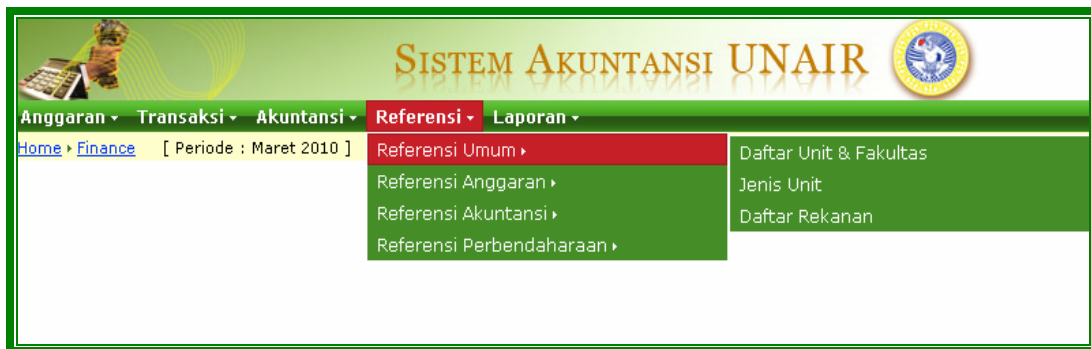 SISTEM AKUNTANSI UNAIR
Anggaran Transaksi Akuntansi Referensi Laporan
Home Finance [ Periode : Maret 2010 ]
Referensi Umum
Referensi Anggaran
Referensi Akuntansi
Referensi Perbendaharaan
Daftar Unit & Fakultas
Jenis Unit
Daftar Rekanan